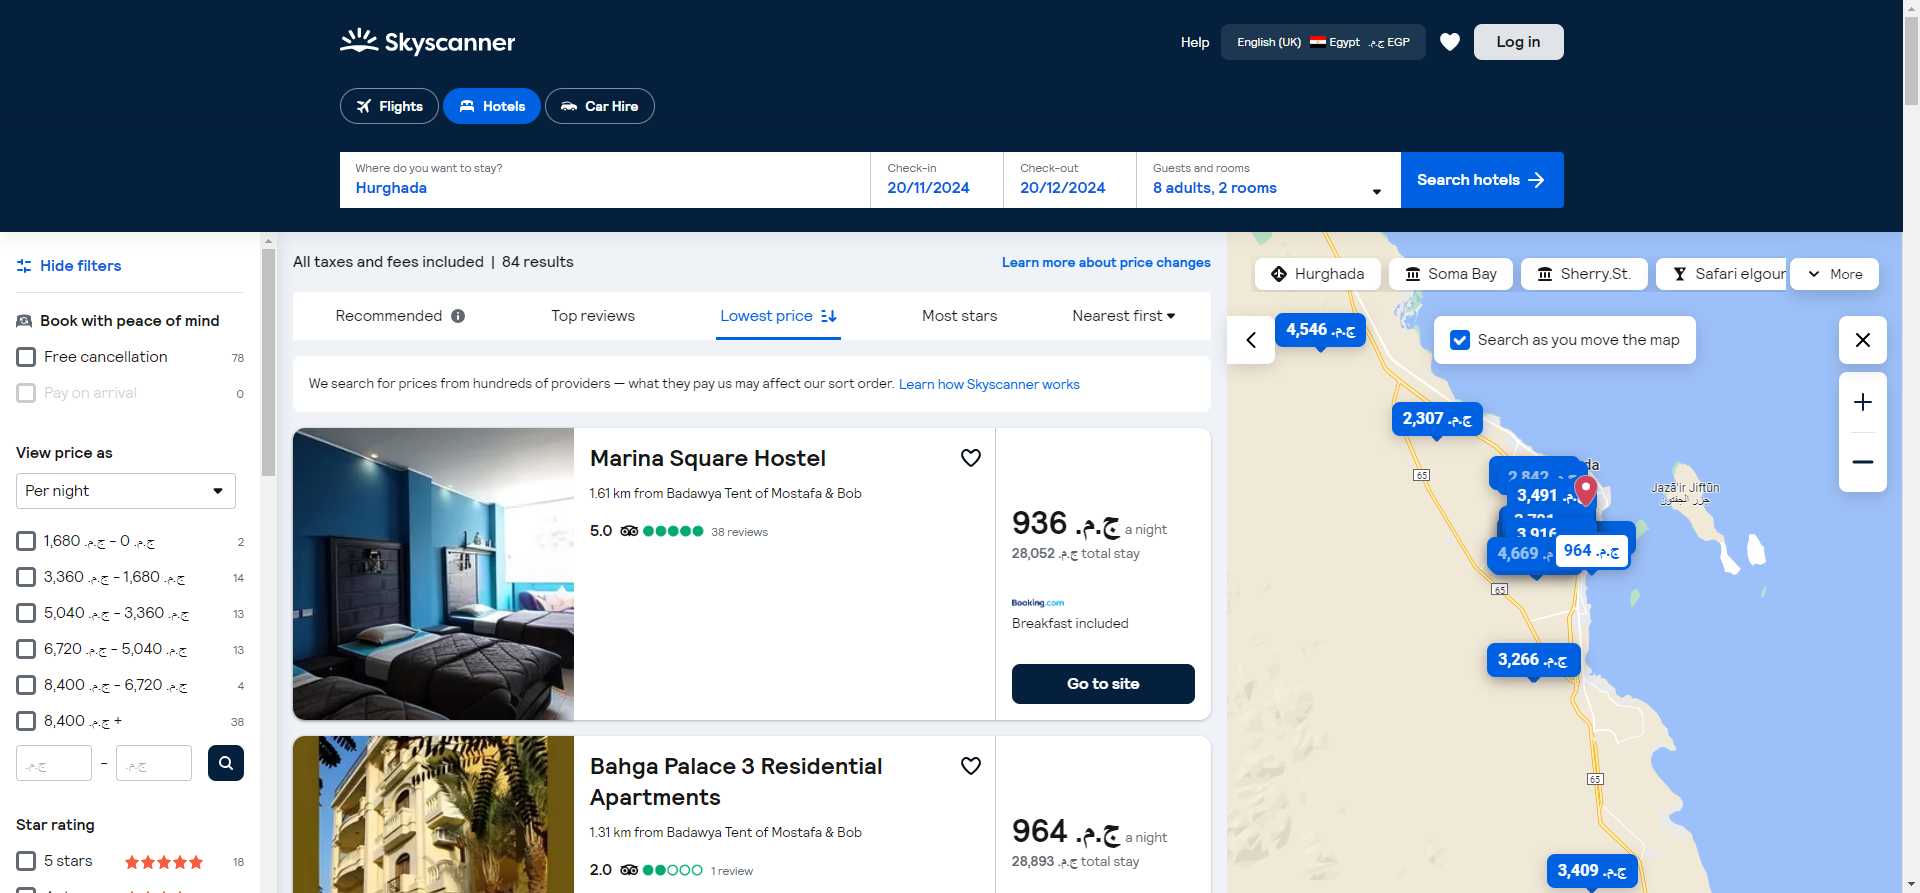 Skyscanner
Help
English (UK) Egypt ج.م. EGP
Log in
Flights
Hotels
Car Hire
Where do you want to stay?
Hurghada
Check-in
20/11/2024
Check-out
20/12/2024
Guests and rooms
8 adults, 2 rooms
Search hotels
Hide filters
Book with peace of mind
Free cancellation 78
Pay on arrival 0
View price as
Per night
1,680 ج.م. – 0 ج.م. 2
3,360 ج.م. – 1,680 ج.م. 14
5,040 ج.م. – 3,360 ج.م. 13
6,720 ج.م. – 5,040 ج.م. 13
8,400 ج.م. – 6,720 ج.م. 4
8,400 ج.م. + 38
ج.م. – ج.م.
Star rating
5 stars 18
All taxes and fees included | 84 results
Learn more about price changes
Recommended
Top reviews
Lowest price
Most stars
Nearest first
We search for prices from hundreds of providers — what they pay us may affect our sort order. Learn how Skyscanner works
Marina Square Hostel
1.61 km from Badawya Tent of Mostafa & Bob
5.0 38 reviews
936 ج.م. a night
28,052 ج.م. total stay
Booking.com
Breakfast included
Go to site
Bahga Palace 3 Residential
Apartments
1.31 km from Badawya Tent of Mostafa & Bob
2.0 1 review
964 ج.م. a night
28,893 ج.م. total stay
Hurghada
Soma Bay
Sherry.St.
Safari elgour
More
4,546 ج.م.
Search as you move the map
2,307 ج.م.
65
2,842 ج.م.
da
3,491 ج.م.
Jazā'ir Jiftūn
جزر الجفتون
3,916
4,669 ج.م.
964 ج.م.
65
3,266 ج.م.
65
3,409 ج.م.